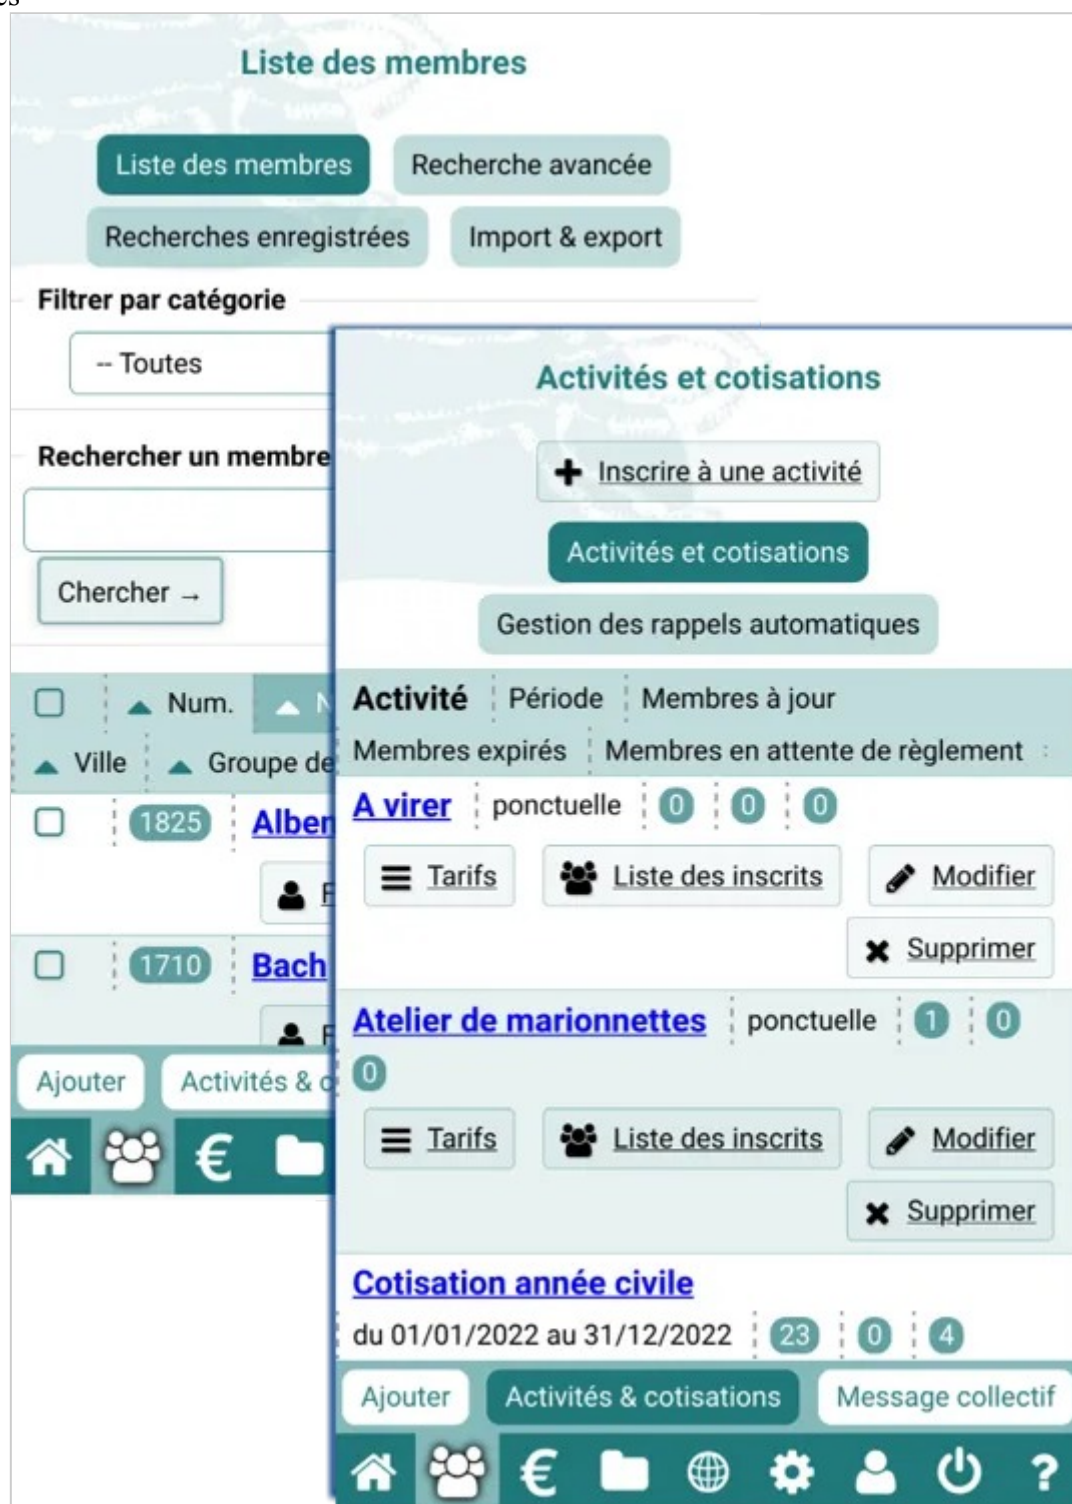 es
Liste des membres
Liste des membres Recherche avancée
Recherches enregistrées Import & export
Filtrer par catégorie
-- Toutes
Rechercher un membre
Chercher →
Num. N
Ville Groupe de
1825 Alben
F
1710 Bach
F
Ajouter Activités & c
€
Activités et cotisations
Inscrire à une activité
Activités et cotisations
Gestion des rappels automatiques
Activité Période Membres à jour
Membres expirés Membres en attente de règlement
A virer ponctuelle 0 0 0
Tarifs Liste des inscrits Modifier
Supprimer
Atelier de marionnettes ponctuelle 1 0
0
Tarifs Liste des inscrits Modifier
Supprimer
Cotisation année civile
du 01/01/2022 au 31/12/2022 23 0 4
Ajouter Activités & cotisations Message collectif
€ ?